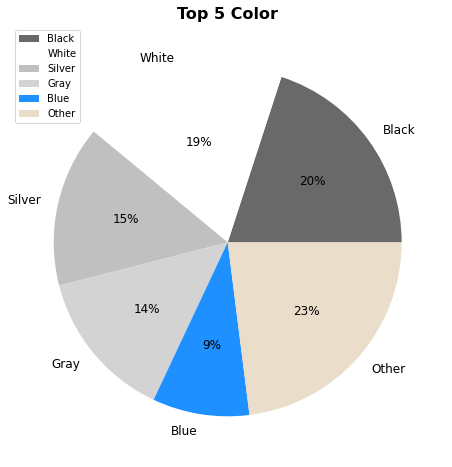 Top 5 Color
Black
White
Silver
Gray
Blue
Other
White
Black
19%
20%
Silver
15%
14%
23%
9%
Gray
Other
Blue